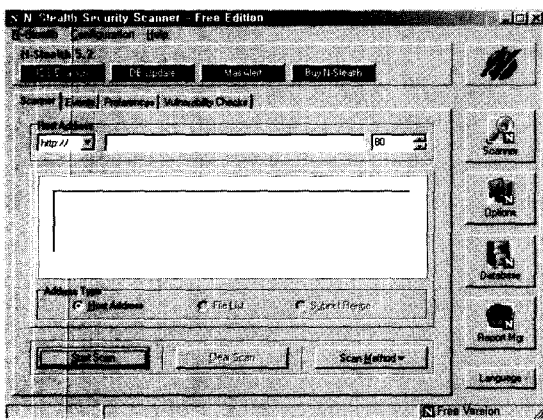 N-Stealth Security Scanner - Free Edition
N-Stealth Configuration Help
N-Stealth 5.2
DB Update Buy N-Stealth
Scanner Events Preferences Vulnerability Checks
Host Address
http:// 80
Address Type
Host Address File List Subnet Range
Start Scan Clear Scan Scan Method
Scanner
Options
Database
Report Mgr
Language
Free Version